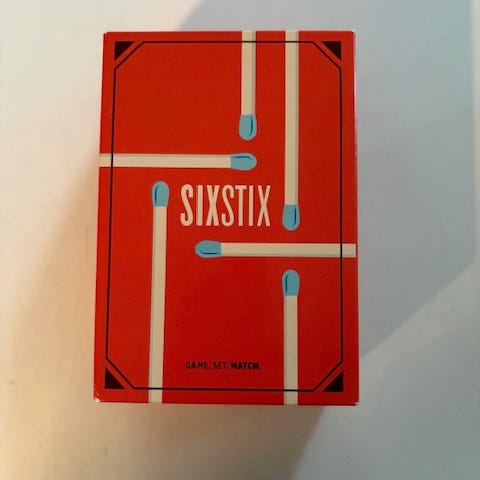 SIXSTIX
GAME. SET. MATCH.